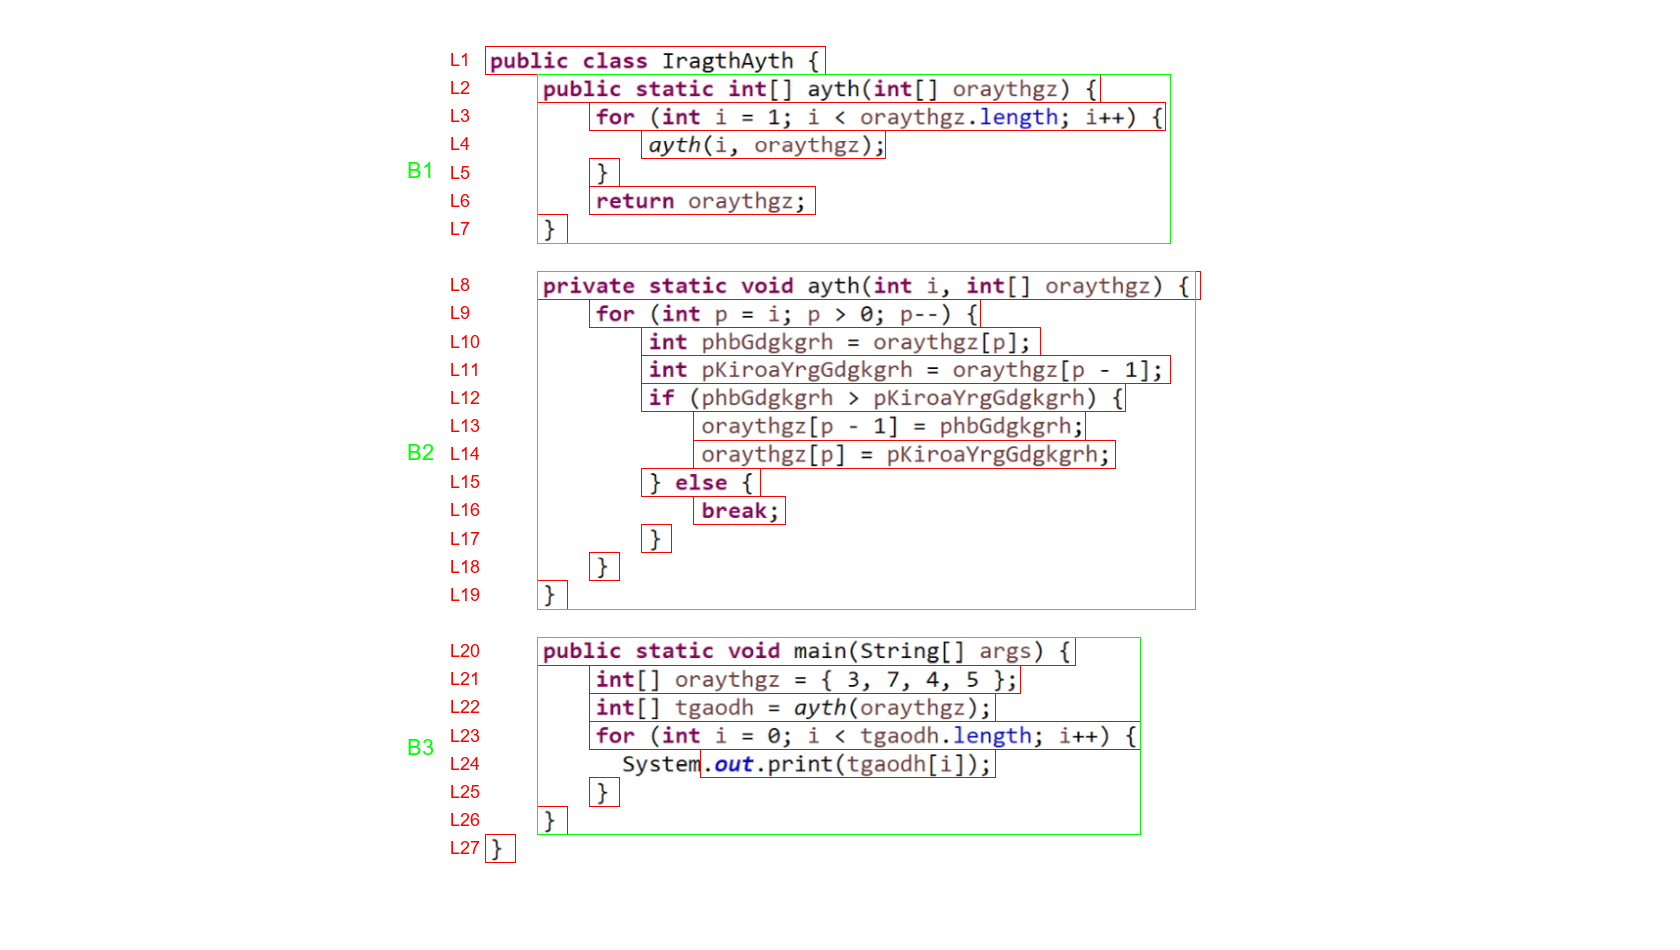 L1 public class IragthAyth {
L2 public static int[] ayth(int[] oraythgz) {
L3 for (int i = 1; i < oraythgz.length; i++) {
L4 ayth(i, oraythgz);
B1
L5 }
L6 return oraythgz;
L7 }
L8 private static void ayth(int i, int[] oraythgz) {
L9 for (int p = i; p > 0; p--) {
L10 int phbGdgkgrh = oraythgz[p];
L11 int pKiroaYrgGdgkgrh = oraythgz[p - 1];
L12 if (phbGdgkgrh > pKiroaYrgGdgkgrh) {
L13 oraythgz[p - 1] = phbGdgkgrh;
B2 L14 oraythgz[p] = pKiroaYrgGdgkgrh;
L15 } else {
L16 break;
L17 }
L18 }
L19 }
L20 public static void main(String[] args) {
L21 int[] oraythgz = { 3, 7, 4, 5 };
L22 int[] tgaodh = ayth(oraythgz);
L23 for (int i = 0; i < tgaodh.length; i++) {
B3
L24 System.out.print(tgaodh[i]);
L25 }
L26 }
L27 }